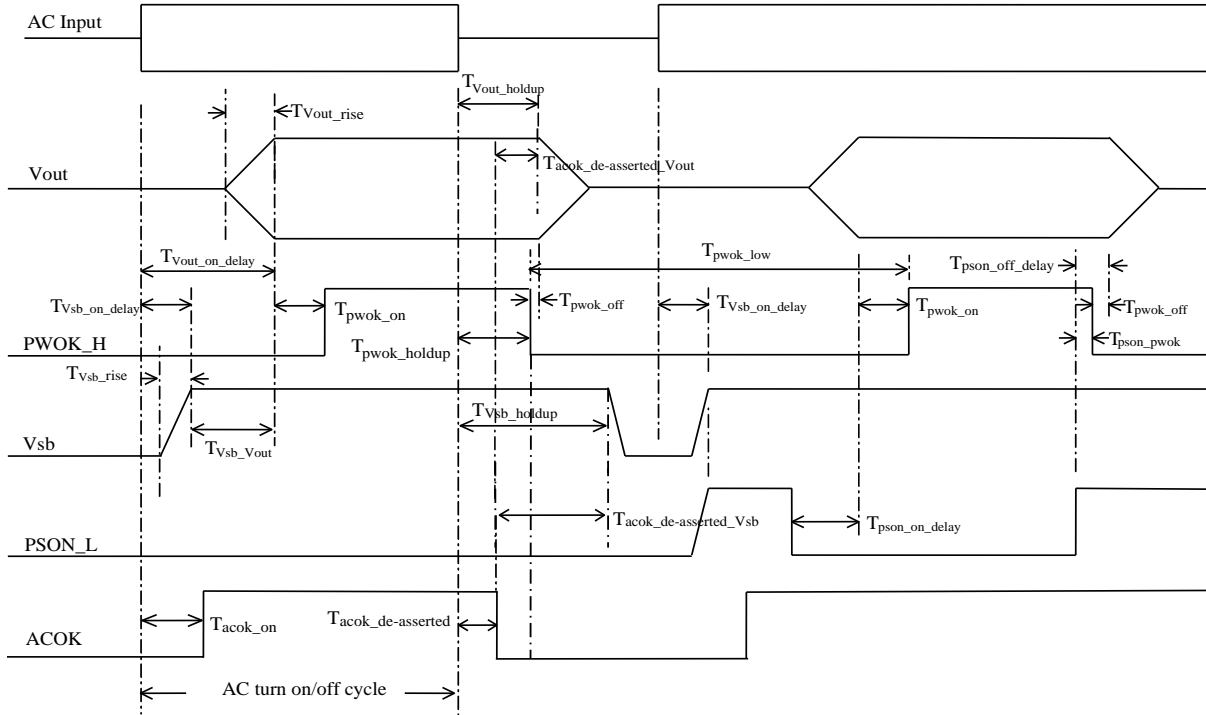 AC Input
TVout_holdup
TVout_rise
Tacok_de-asserted_Vout
Vout
TVout_on_delay
Tpwok_low
Tpson_off_delay
TVsb_on_delay
Tpwok_on
Tpwok_off
TVsb_on_delay
Tpwok_on
Tpwok_off
PWOK_H
Tpwok_holdup
Tpson_pwok
TVsb_rise
TVsb_holdup
Vsb
TVsb_Vout
Tacok_de-asserted_Vsb
Tpson_on_delay
PSON_L
Tacok_on
Tacok_de-asserted
ACOK
AC turn on/off cycle